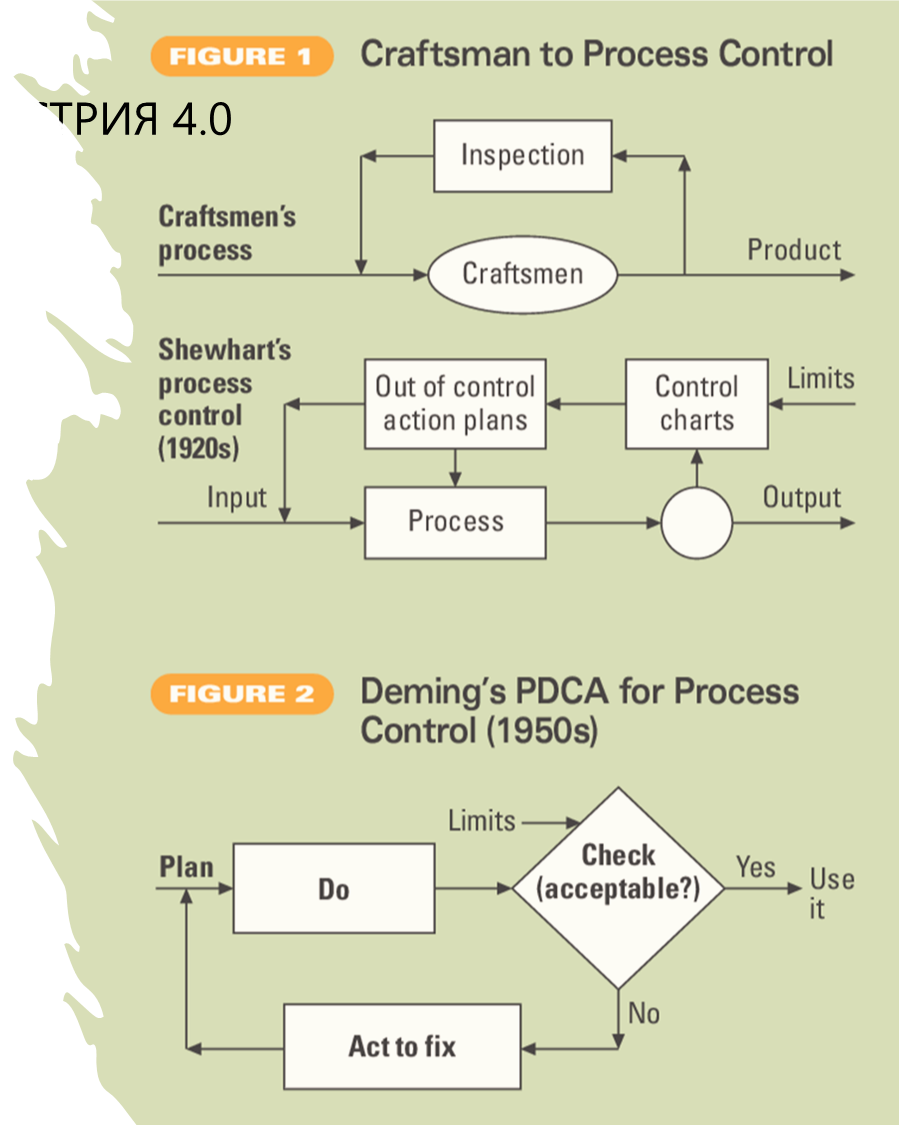 FIGURE 1 Craftsman to Process Control
4.0
Inspection
Craftsmen’s
process
Craftsmen
Product
Shewhart’s
process
control
(1920s)
Out of control
action plans
Control
charts
Limits
Input
Process
Output
FIGURE 2 Deming’s PDCA for Process
Control (1950s)
Limits
Plan
Do
Check
(acceptable?)
Yes
Use
it
No
Act to fix